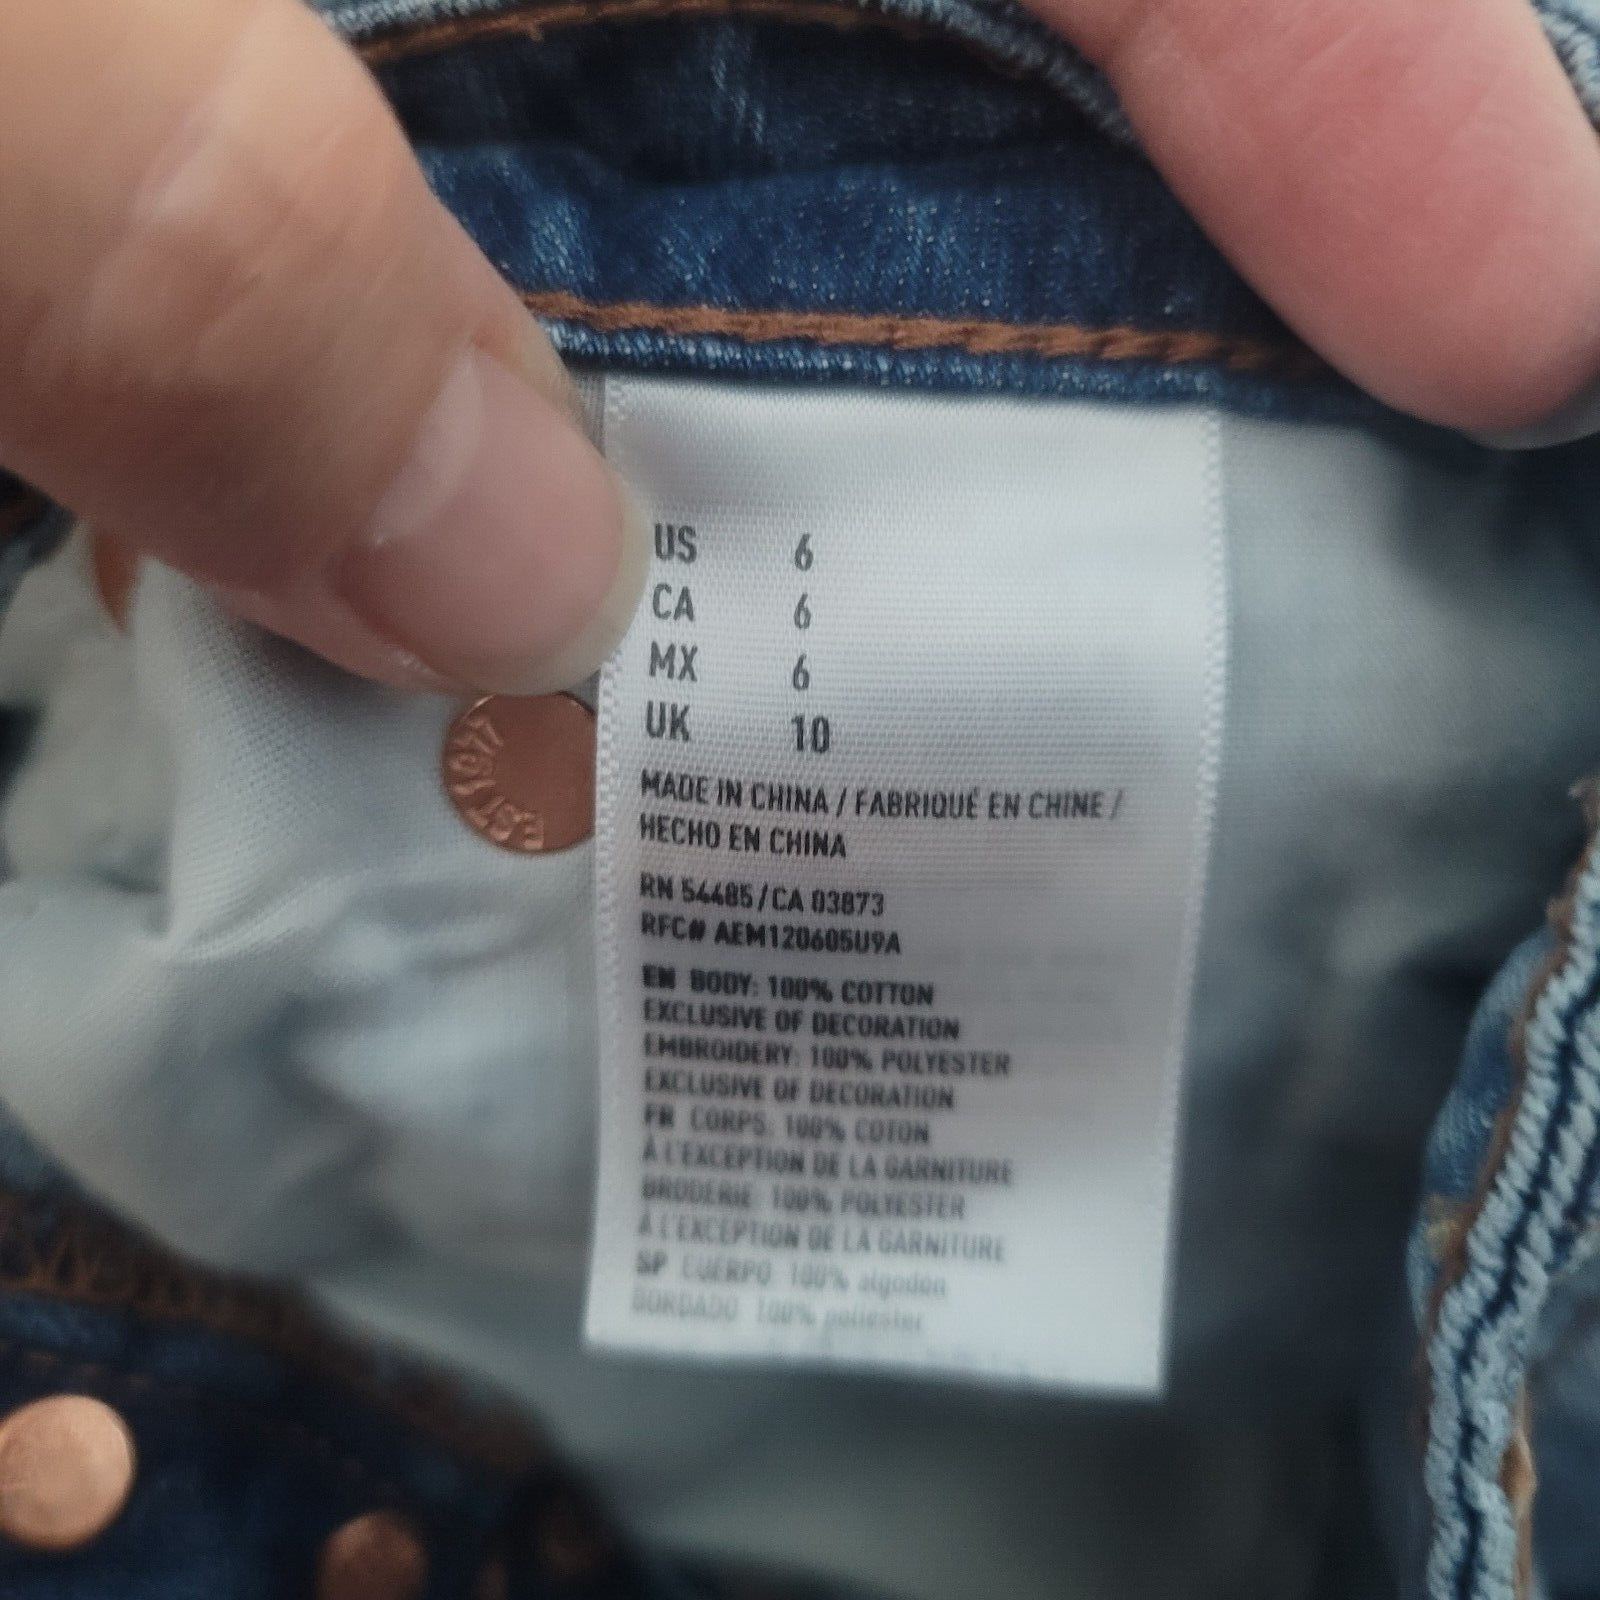 US 6
CA 6
MX 6
UK 10
EST 1977
MADE IN CHINA / FABRIQUÉ EN CHINE /
HECHO EN CHINA
RN 54485/CA 03873
RFC# AEM120605U9A
EN BODY: 100% COTTON
EXCLUSIVE OF DECORATION
EMBROIDERY: 100% POLYESTER
EXCLUSIVE OF DECORATION
FR CORPS: 100% COTON
À L'EXCEPTION DE LA GARNITURE
BRODERIE: 100% POLYESTER
À L'EXCEPTION DE LA GARNITURE
SP CUERPO: 100% algodón
BORDADO: 100% poliester